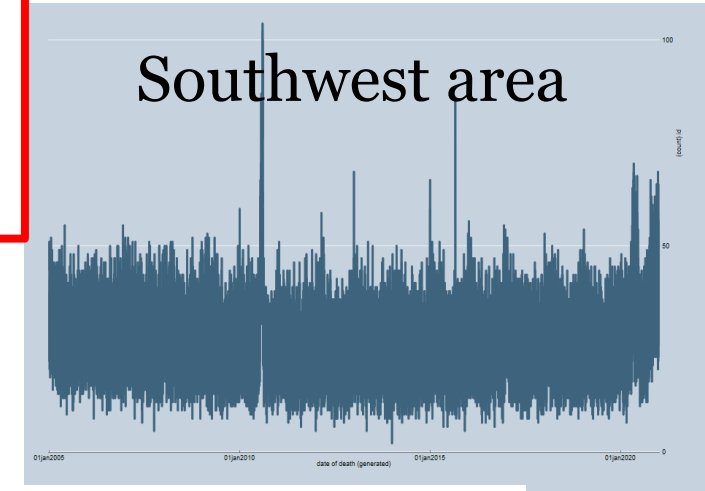 Southwest area
100
(count) id
50
0
01jan2005 01jan2010 01jan2015 01jan2020
date of death (generated)